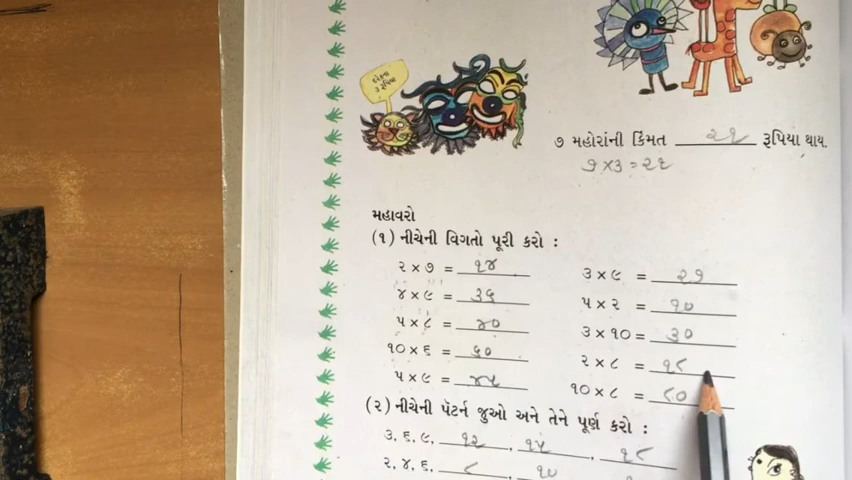 દરેકના
૩ રૂપિયા
૭ મહોરાંની કિંમત ૨૧ રૂપિયા થાય.
૭ × ૩ = ૨૧
મહાવરો
(૧) નીચેની વિગતો પૂરી કરો :
૨ × ૭ = ૧૪ ૩ × ૯ = ૨૭
૪ × ૯ = ૩૬ ૫ × ૨ = ૧૦
૫ × ૮ = ૪૦ ૩ × ૧૦ = ૩૦
૧૦ × ૬ = ૬૦ ૨ × ૮ = ૧૮
૫ × ૯ = ૪૫ ૧૦ × ૮ = ૮૦
(૨) નીચેની પૅટર્ન જુઓ અને તેને પૂર્ણ કરો :
૩, ૬, ૯, ૧૨, ૧૫, ૧૮
૨, ૪, ૬, ૮, ૧૦